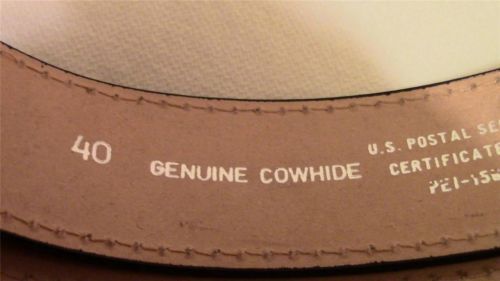 40
GENUINE COWHIDE
U.S. POSTAL
CERTIFICATE